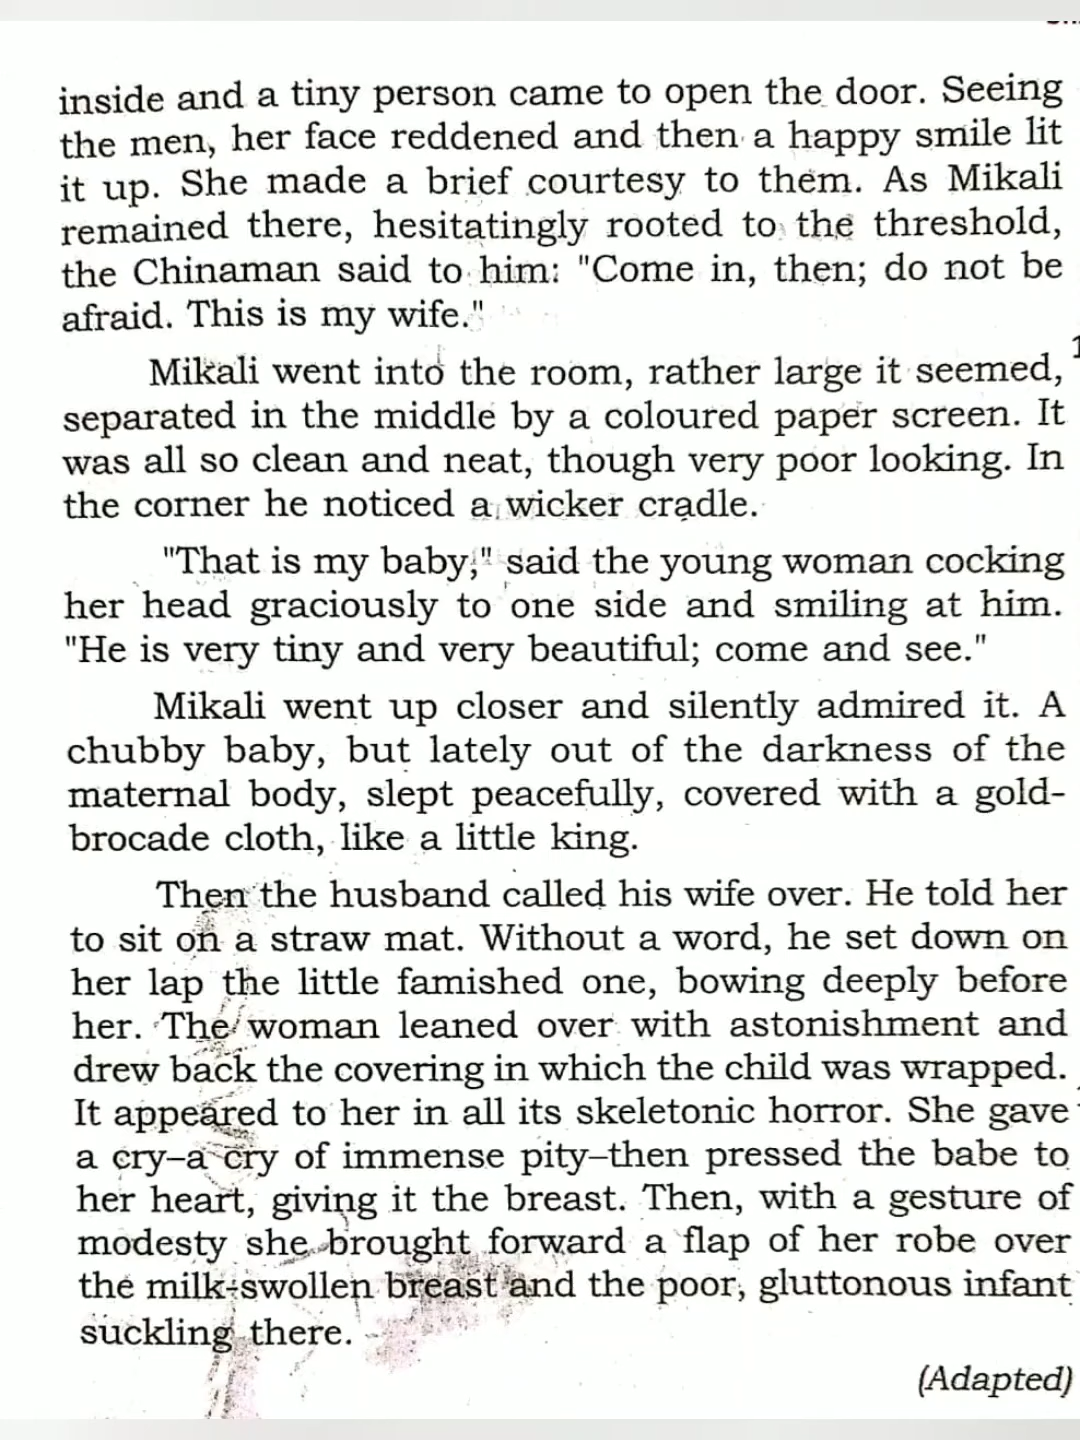 inside and a tiny person came to open the door. Seeing
the men, her face reddened and then a happy smile lit
it up. She made a brief courtesy to them. As Mikali
remained there, hesitatingly rooted to the threshold,
the Chinaman said to him: "Come in, then; do not be
afraid. This is my wife."
Mikali went into the room, rather large it seemed,
separated in the middle by a coloured paper screen. It
was all so clean and neat, though very poor looking. In
the corner he noticed a wicker cradle.
"That is my baby," said the young woman cocking
her head graciously to one side and smiling at him.
"He is very tiny and very beautiful; come and see."
Mikali went up closer and silently admired it. A
chubby baby, but lately out of the darkness of the
maternal body, slept peacefully, covered with a gold-
brocade cloth, like a little king.
Then the husband called his wife over. He told her
to sit on a straw mat. Without a word, he set down on
her lap the little famished one, bowing deeply before
her. The woman leaned over with astonishment and
drew back the covering in which the child was wrapped.
It appeared to her in all its skeletonic horror. She gave
a cry–a cry of immense pity–then pressed the babe to
her heart, giving it the breast. Then, with a gesture of
modesty she brought forward a flap of her robe over
the milk-swollen breast and the poor, gluttonous infant
suckling there.
(Adapted)